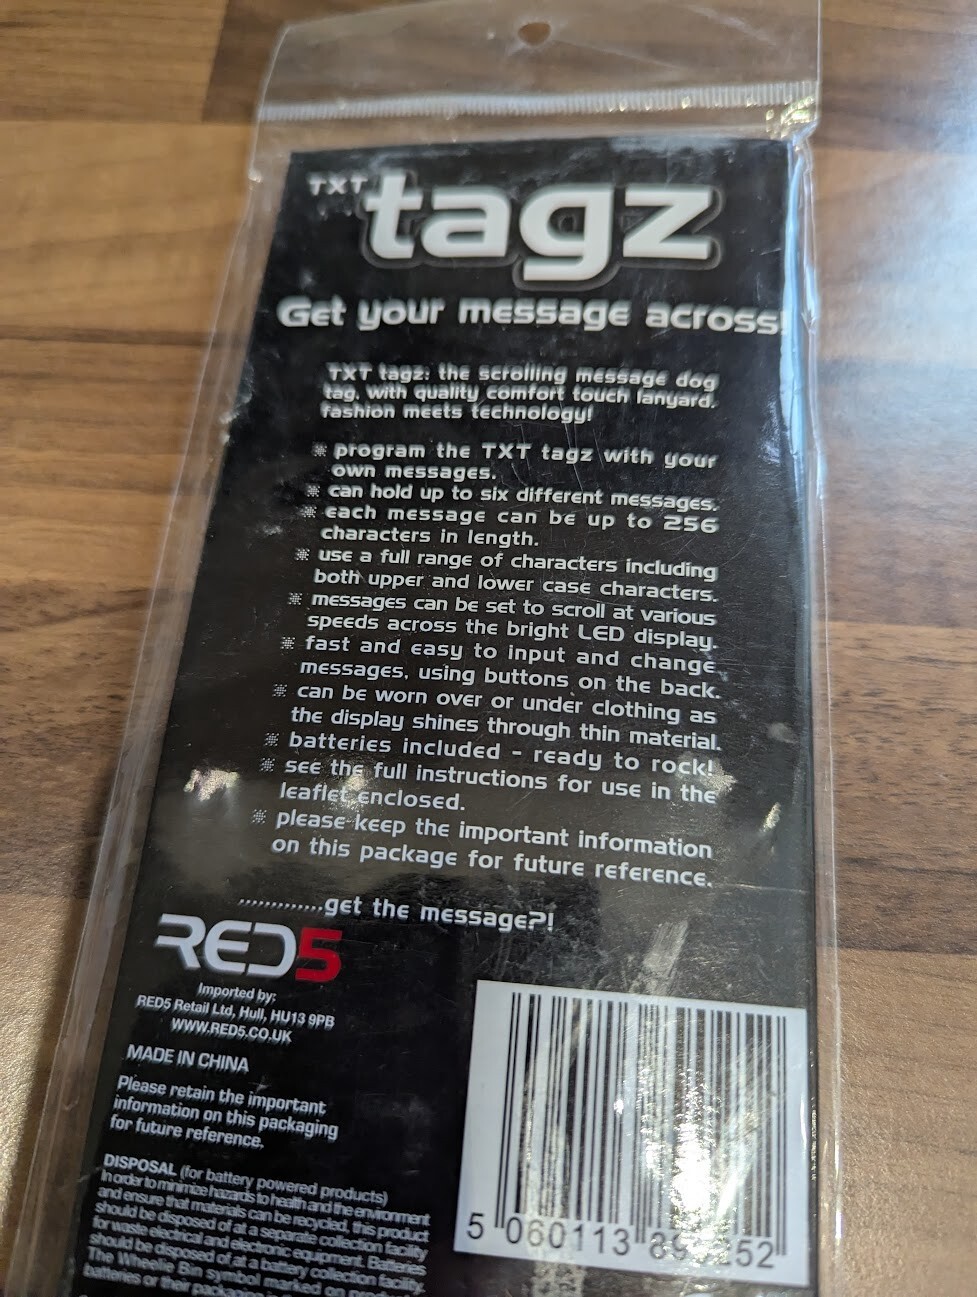 TXT tagz
Get your message across!
TXT tagz: the scrolling message dog
tag, with quality comfort touch lanyard,
fashion meets technology!
program the TXT tagz with your
own messages.
can hold up to six different messages.
each message can be up to 256
characters in length.
use a full range of characters including
both upper and lower case characters.
messages can be set to scroll at various
speeds across the bright LED display.
fast and easy to input and change
messages, using buttons on the back.
can be worn over or under clothing as
the display shines through thin material.
batteries included - ready to rock!
see the full instructions for use in the
leaflet enclosed.
please keep the important information
on this package for future reference.
.............get the message?!
RED5
Imported by:
RED5 Retail Ltd, Hull, HU13 9PB
WWW.RED5.CO.UK
MADE IN CHINA
Please retain the important
information on this packaging
for future reference.
DISPOSAL (for battery powered products)
In order to minimize hazards to health and the environment
and ensure that materials can be recycled, this product
should be disposed of at a separate collection facility
for waste electrical and electronic equipment. Batteries
should be disposed of at a battery collection facility.
The Wheelie Bin symbol marked on
batteries or their packaging
5 060113